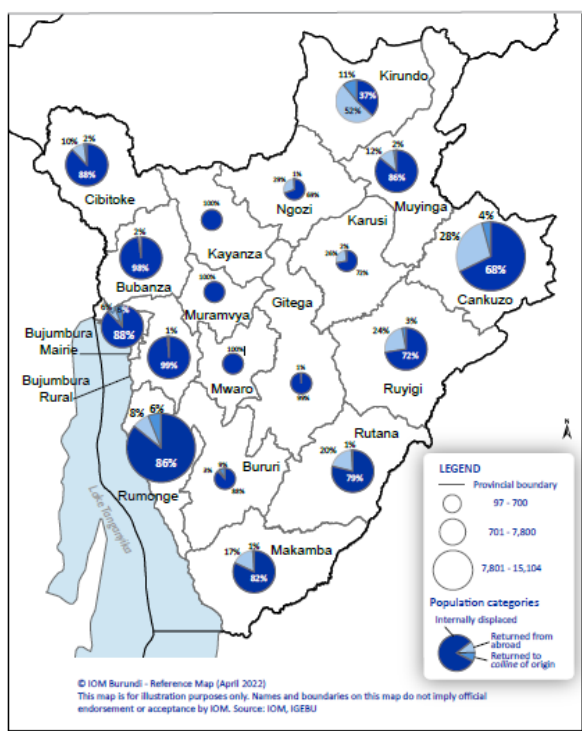 11%
Kirundo
37%
52%
10%
2%
88%
Cibitoke
12%
2%
86%
Muyinga
29%
1%
69%
Ngozi
100%
Kayanza
Karusi
26%
2%
72%
4%
28%
68%
Cankuzo
2%
98%
Bubanza
100%
Muramvya
Gitega
6%
88%
Bujumbura
Mairie
1%
99%
Bujumbura
Rural
100%
Mwaro
1%
99%
3%
24%
72%
Ruyigi
8%
6%
86%
Rumonge
Bururi
3%
9%
88%
Rutana
20%
1%
79%
17%
82%
Makamba
Lake Tanganyika
N
LEGEND
Provincial boundary
97 - 700
701 - 7,800
7,801 - 15,104
Population categories
Internally displaced
Returned from
abroad
Returned to
colline of origin
© IOM Burundi - Reference Map (April 2022)
This map is for illustration purposes only. Names and boundaries on this map do not imply official
endorsement or acceptance by IOM. Source: IOM, IGEBU